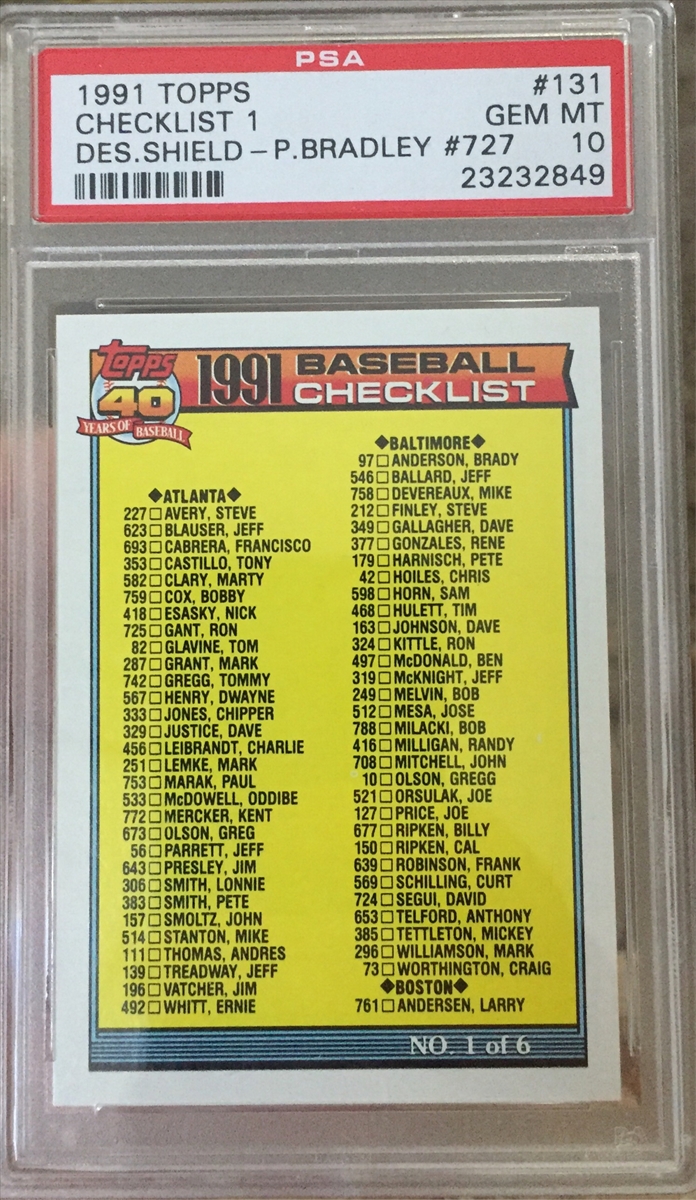 PSA
1991 TOPPS #131
CHECKLIST 1 GEM MT
DES.SHIELD – P.BRADLEY #727 10
23232849
Topps
40
YEARS OF BASEBALL
1991 BASEBALL
CHECKLIST
◆ATLANTA◆
227□AVERY, STEVE
623□BLAUSER, JEFF
693□CABRERA, FRANCISCO
353□CASTILLO, TONY
582□CLARY, MARTY
759□COX, BOBBY
418□ESASKY, NICK
725□GANT, RON
82□GLAVINE, TOM
287□GRANT, MARK
742□GREGG, TOMMY
567□HENRY, DWAYNE
333□JONES, CHIPPER
329□JUSTICE, DAVE
456□LEIBRANDT, CHARLIE
251□LEMKE, MARK
753□MARAK, PAUL
533□McDOWELL, ODDIBE
772□MERCKER, KENT
673□OLSON, GREG
56□PARRETT, JEFF
643□PRESLEY, JIM
306□SMITH, LONNIE
383□SMITH, PETE
157□SMOLTZ, JOHN
514□STANTON, MIKE
111□THOMAS, ANDRES
139□TREADWAY, JEFF
196□VATCHER, JIM
492□WHITT, ERNIE
◆BALTIMORE◆
97□ANDERSON, BRADY
546□BALLARD, JEFF
758□DEVEREAUX, MIKE
212□FINLEY, STEVE
349□GALLAGHER, DAVE
377□GONZALES, RENE
179□HARNISCH, PETE
42□HOILES, CHRIS
598□HORN, SAM
468□HULETT, TIM
163□JOHNSON, DAVE
324□KITTLE, RON
497□McDONALD, BEN
319□McKNIGHT, JEFF
249□MELVIN, BOB
512□MESA, JOSE
788□MILACKI, BOB
416□MILLIGAN, RANDY
708□MITCHELL, JOHN
10□OLSON, GREGG
521□ORSULAK, JOE
127□PRICE, JOE
677□RIPKEN, BILLY
150□RIPKEN, CAL
639□ROBINSON, FRANK
569□SCHILLING, CURT
724□SEGUI, DAVID
653□TELFORD, ANTHONY
385□TETTLETON, MICKEY
296□WILLIAMSON, MARK
73□WORTHINGTON, CRAIG
◆BOSTON◆
761□ANDERSEN, LARRY
NO. 1 of 6